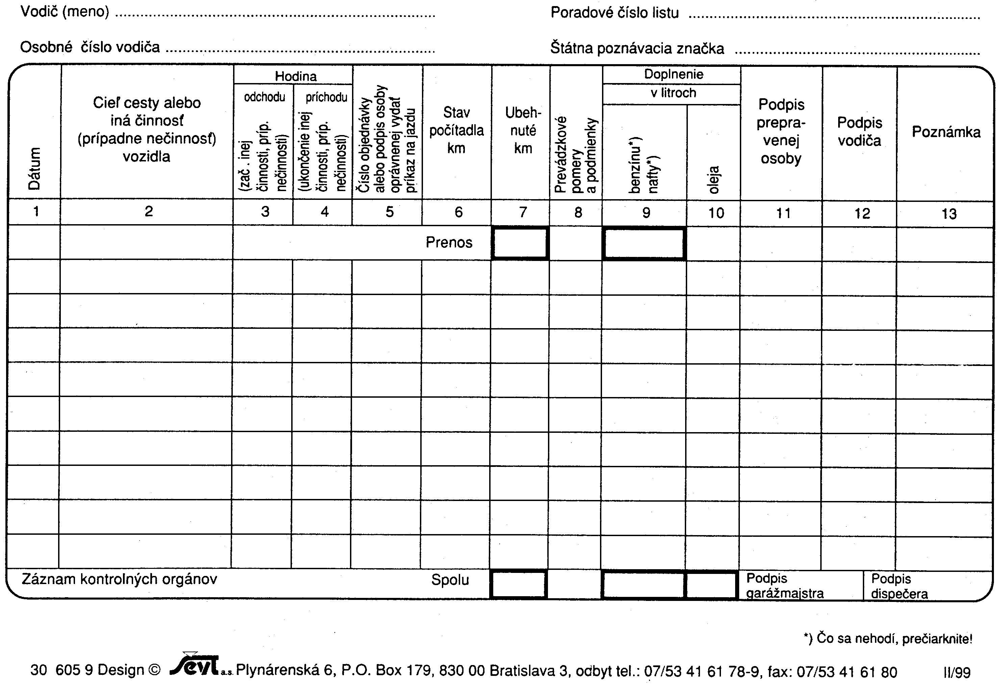 Vodič (meno) ..........................................................................
Poradové číslo listu ....................................................................
Osobné číslo vodiča ..............................................................
Štátna poznávacia značka .........................................................
Dátum
Cieľ cesty alebo
iná činnosť
(prípadne nečinnosť)
vozidla
Hodina
odchodu
(zač . inej
činnosti, príp.
nečinnosti)
príchodu
(ukončenie inej
činnosti, príp.
nečinnosti)
Číslo objednávky
alebo podpis osoby
oprávnenej vydať
príkaz na jazdu
Stav
počítadla
km
Ubeh-
nuté
km
Prevádzkové
pomery
a podmienky
Doplnenie
v litroch
benzínu*)
nafty*)
oleja
Podpis
prepra-
venej
osoby
Podpis
vodiča
Poznámka
1 2 3 4 5 6 7 8 9 10 11 12 13
Prenos
Záznam kontrolných orgánov
Spolu
Podpis
garážmajstra
Podpis
dispečera
*) Čo sa nehodí, prečiarknite!
30 605 9 Design © Ševt a.s. Plynárenská 6, P.O. Box 179, 830 00 Bratislava 3, odbyt tel.: 07/53 41 61 78-9, fax: 07/53 41 61 80 II/99